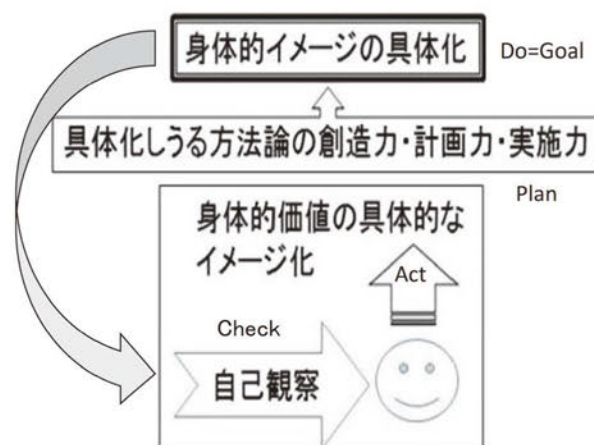 身体的イメージの具体化
Do=Goal
具体化しうる方法論の創造力・計画力・実施力
Plan
身体的価値の具体的な
イメージ化
Act
Check
自己観察